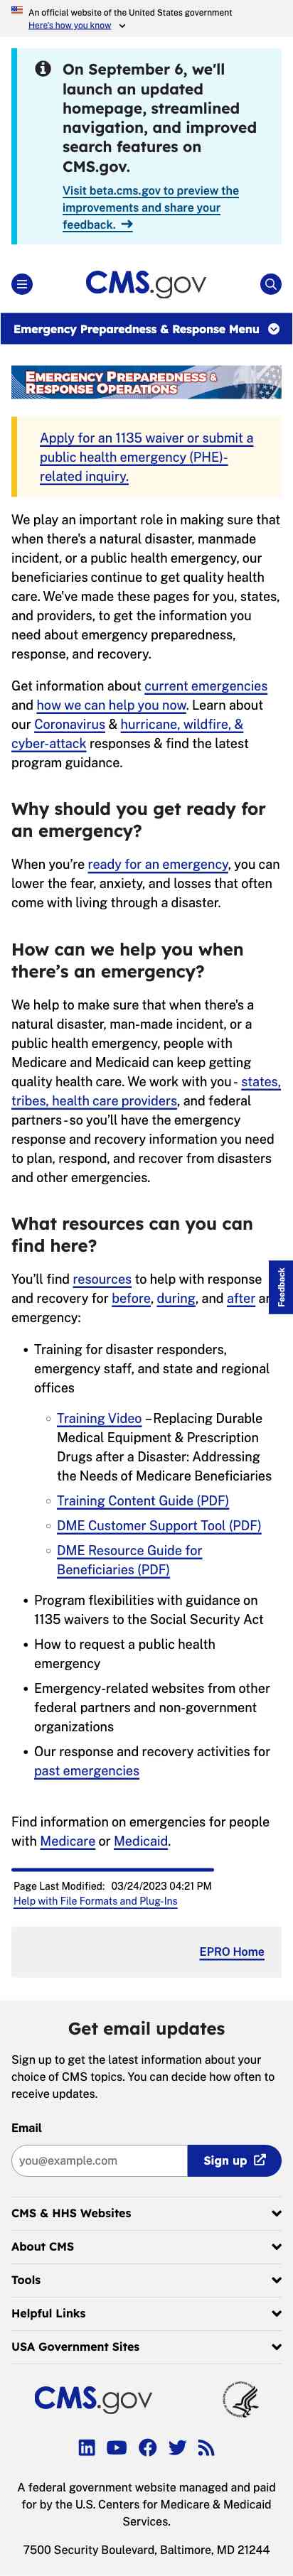 An official website of the United States government
Here's how you know
On September 6, we'll
launch an updated
homepage, streamlined
navigation, and improved
search features on
CMS.gov.
Visit beta.cms.gov to preview the
improvements and share your
feedback. →
CMS.gov
Emergency Preparedness & Response Menu
EMERGENCY PREPAREDNESS &
RESPONSE OPERATIONS
Apply for an 1135 waiver or submit a
public health emergency (PHE)-
related inquiry.
We play an important role in making sure that
when there's a natural disaster, manmade
incident, or a public health emergency, our
beneficiaries continue to get quality health
care. We've made these pages for you, states,
and providers, to get the information you
need about emergency preparedness,
response, and recovery.
Get information about current emergencies
and how we can help you now. Learn about
our Coronavirus & hurricane, wildfire, &
cyber-attack responses & find the latest
program guidance.
Why should you get ready for
an emergency?
When you're ready for an emergency, you can
lower the fear, anxiety, and losses that often
come with living through a disaster.
How can we help you when
there's an emergency?
We help to make sure that when there's a
natural disaster, man-made incident, or a
public health emergency, people with
Medicare and Medicaid can keep getting
quality health care. We work with you- states,
tribes, health care providers, and federal
partners-so you'll have the emergency
response and recovery information you need
to plan, respond, and recover from disasters
and other emergencies.
What resources can you can
find here?
You'll find resources to help with response
and recovery for before, during, and after an
emergency:
Feedback
• Training for disaster responders,
emergency staff, and state and regional
offices
◦ Training Video –Replacing Durable
Medical Equipment & Prescription
Drugs after a Disaster: Addressing
the Needs of Medicare Beneficiaries
◦ Training Content Guide (PDF)
◦ DME Customer Support Tool (PDF)
◦ DME Resource Guide for
Beneficiaries (PDF)
• Program flexibilities with guidance on
1135 waivers to the Social Security Act
• How to request a public health
emergency
• Emergency-related websites from other
federal partners and non-government
organizations
• Our response and recovery activities for
past emergencies
Find information on emergencies for people
with Medicare or Medicaid.
Page Last Modified: 03/24/2023 04:21 PM
Help with File Formats and Plug-Ins
EPRO Home
Get email updates
Sign up to get the latest information about your
choice of CMS topics. You can decide how often to
receive updates.
Email
you@example.com
Sign up
CMS & HHS Websites
About CMS
Tools
Helpful Links
USA Government Sites
CMS.gov
A federal government website managed and paid
for by the U.S. Centers for Medicare & Medicaid
Services.
7500 Security Boulevard, Baltimore, MD 21244